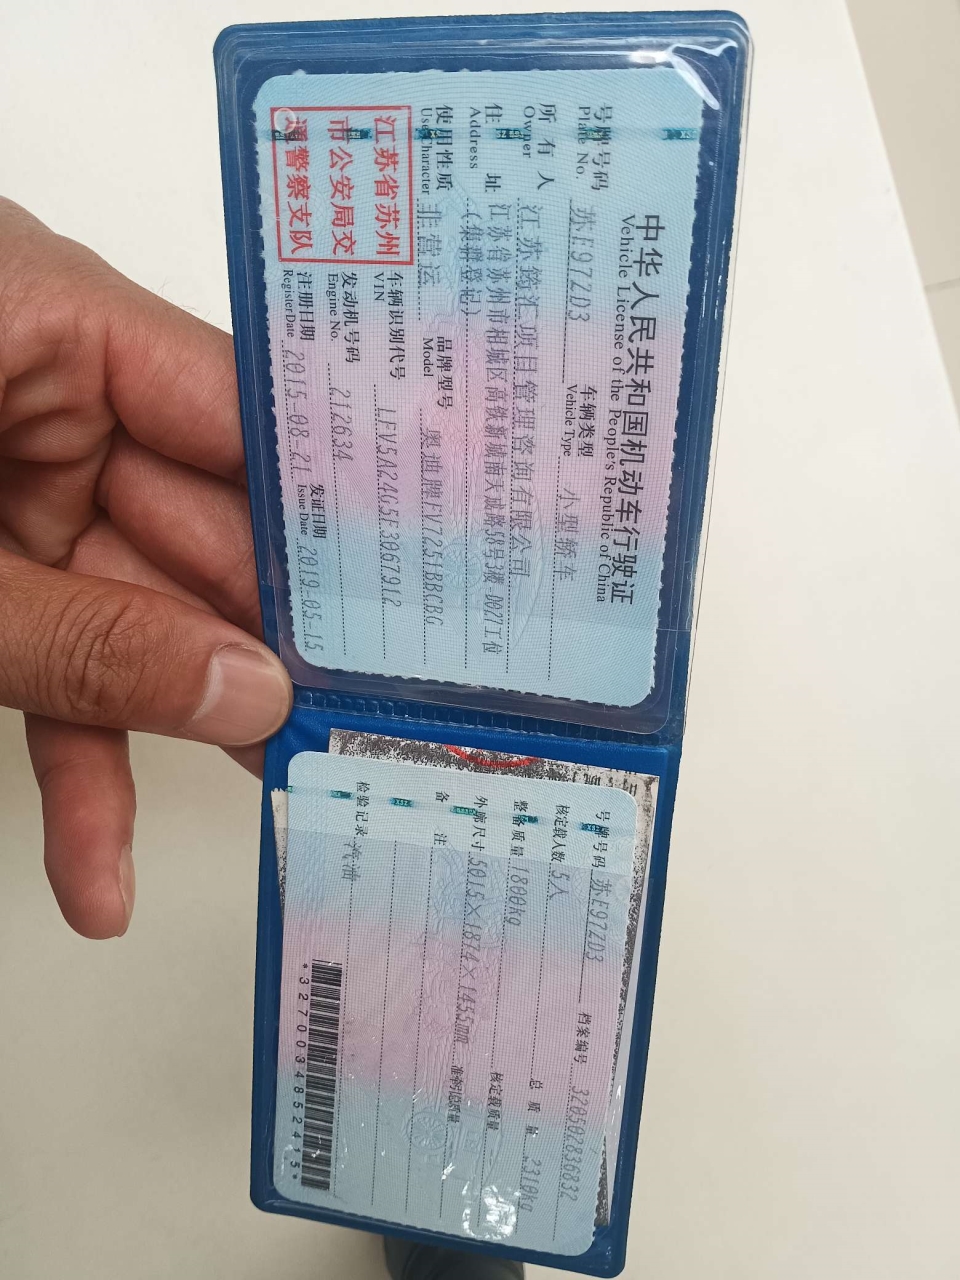 中华人民共和国机动车行驶证
Vehicle License of the People's Republic of China
号牌号码 苏E97ZD3 车辆类型 小型轿车
Plate No. Vehicle Type
所有人 江苏筠汇项目管理咨询有限公司
Owner
住址 江苏省苏州市相城区高铁新城南天成路58号3楼-0027工位
Address (集群登记)
使用性质 非营运 品牌型号 奥迪牌FV7251BBCBG
Use Character Model
江苏省苏州
市公安局交
通警察支队
车辆识别代号 LFV5A24G5F3067912
VIN
发动机号码 212634
Engine No.
注册日期 2015-08-21 发证日期 2019-05-15
Register Date Issue Date
号牌号码 苏E97ZD3 档案编号 320502836832
核定载人数 5人 总质量 2310kg
整备质量 1800kg 核定载质量
外廓尺寸 5015×1874×1455mm 准牵引总质量
备注
检验记录 汽油
*3270034852415*